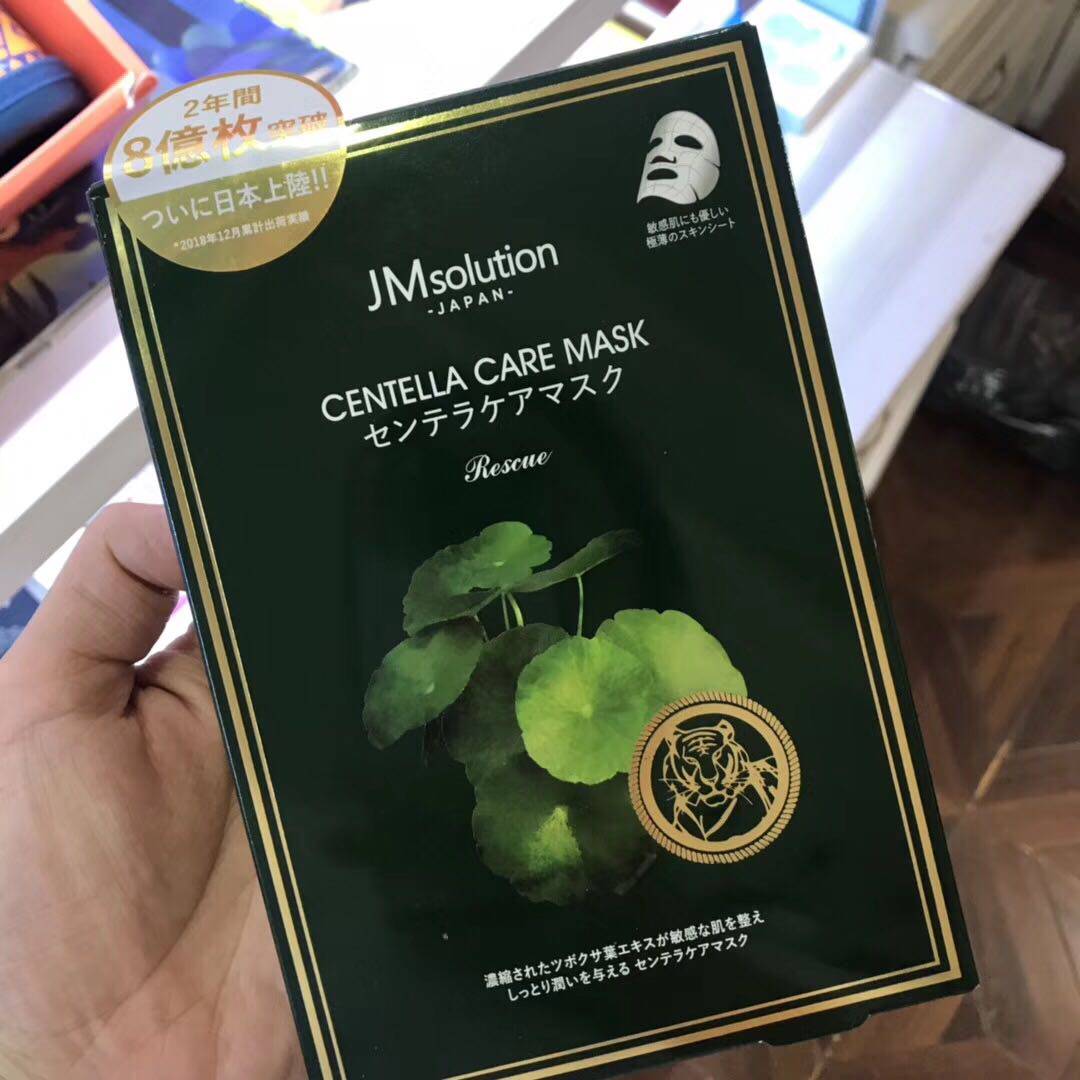 2年間
8億枚突破
ついに日本上陸!!
*2018年12月累計出荷実績
敏感肌にも優しい
極薄のスキンシート
JMsolution
-JAPAN-
CENTELLA CARE MASK
センテラケアマスク
Rescue
濃縮されたツボクサ葉エキスが敏感な肌を整え
しっとり潤いを与える センテラケアマスク